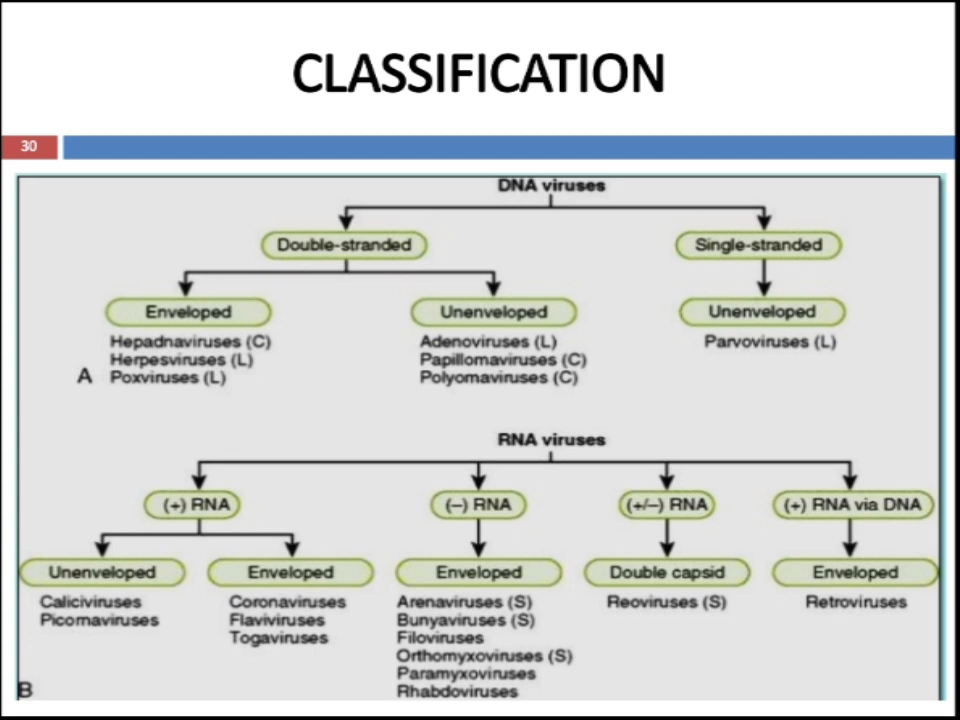 CLASSIFICATION
30
DNA viruses
Double-stranded
Single-stranded
Enveloped
Unenveloped
Unenveloped
Hepadnaviruses (C)
Herpesviruses (L)
Poxviruses (L)
Adenoviruses (L)
Papillomaviruses (C)
Polyomaviruses (C)
Parvoviruses (L)
A
RNA viruses
(+) RNA
(–) RNA
(+/–) RNA
(+) RNA via DNA
Unenveloped
Enveloped
Enveloped
Double capsid
Enveloped
Caliciviruses
Picornaviruses
Coronaviruses
Flaviviruses
Togaviruses
Arenaviruses (S)
Bunyaviruses (S)
Filoviruses
Orthomyxoviruses (S)
Paramyxoviruses
Rhabdoviruses
Reoviruses (S)
Retroviruses
B